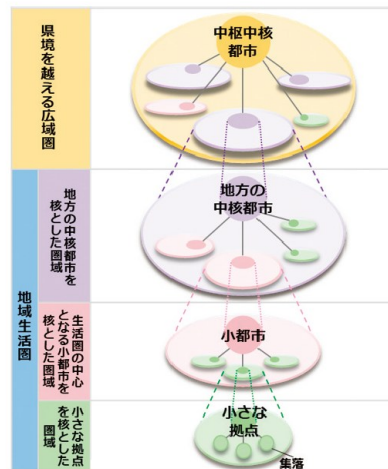 県境を越える広域圏
中枢中核
都市
地域生活圏
地方の中核都市を
核とした圏域
地方の
中核都市
生活圏の中心
となる小都市を
核とした圏域
小都市
小さな拠点
を核とした
圏域
小さな
拠点
集落